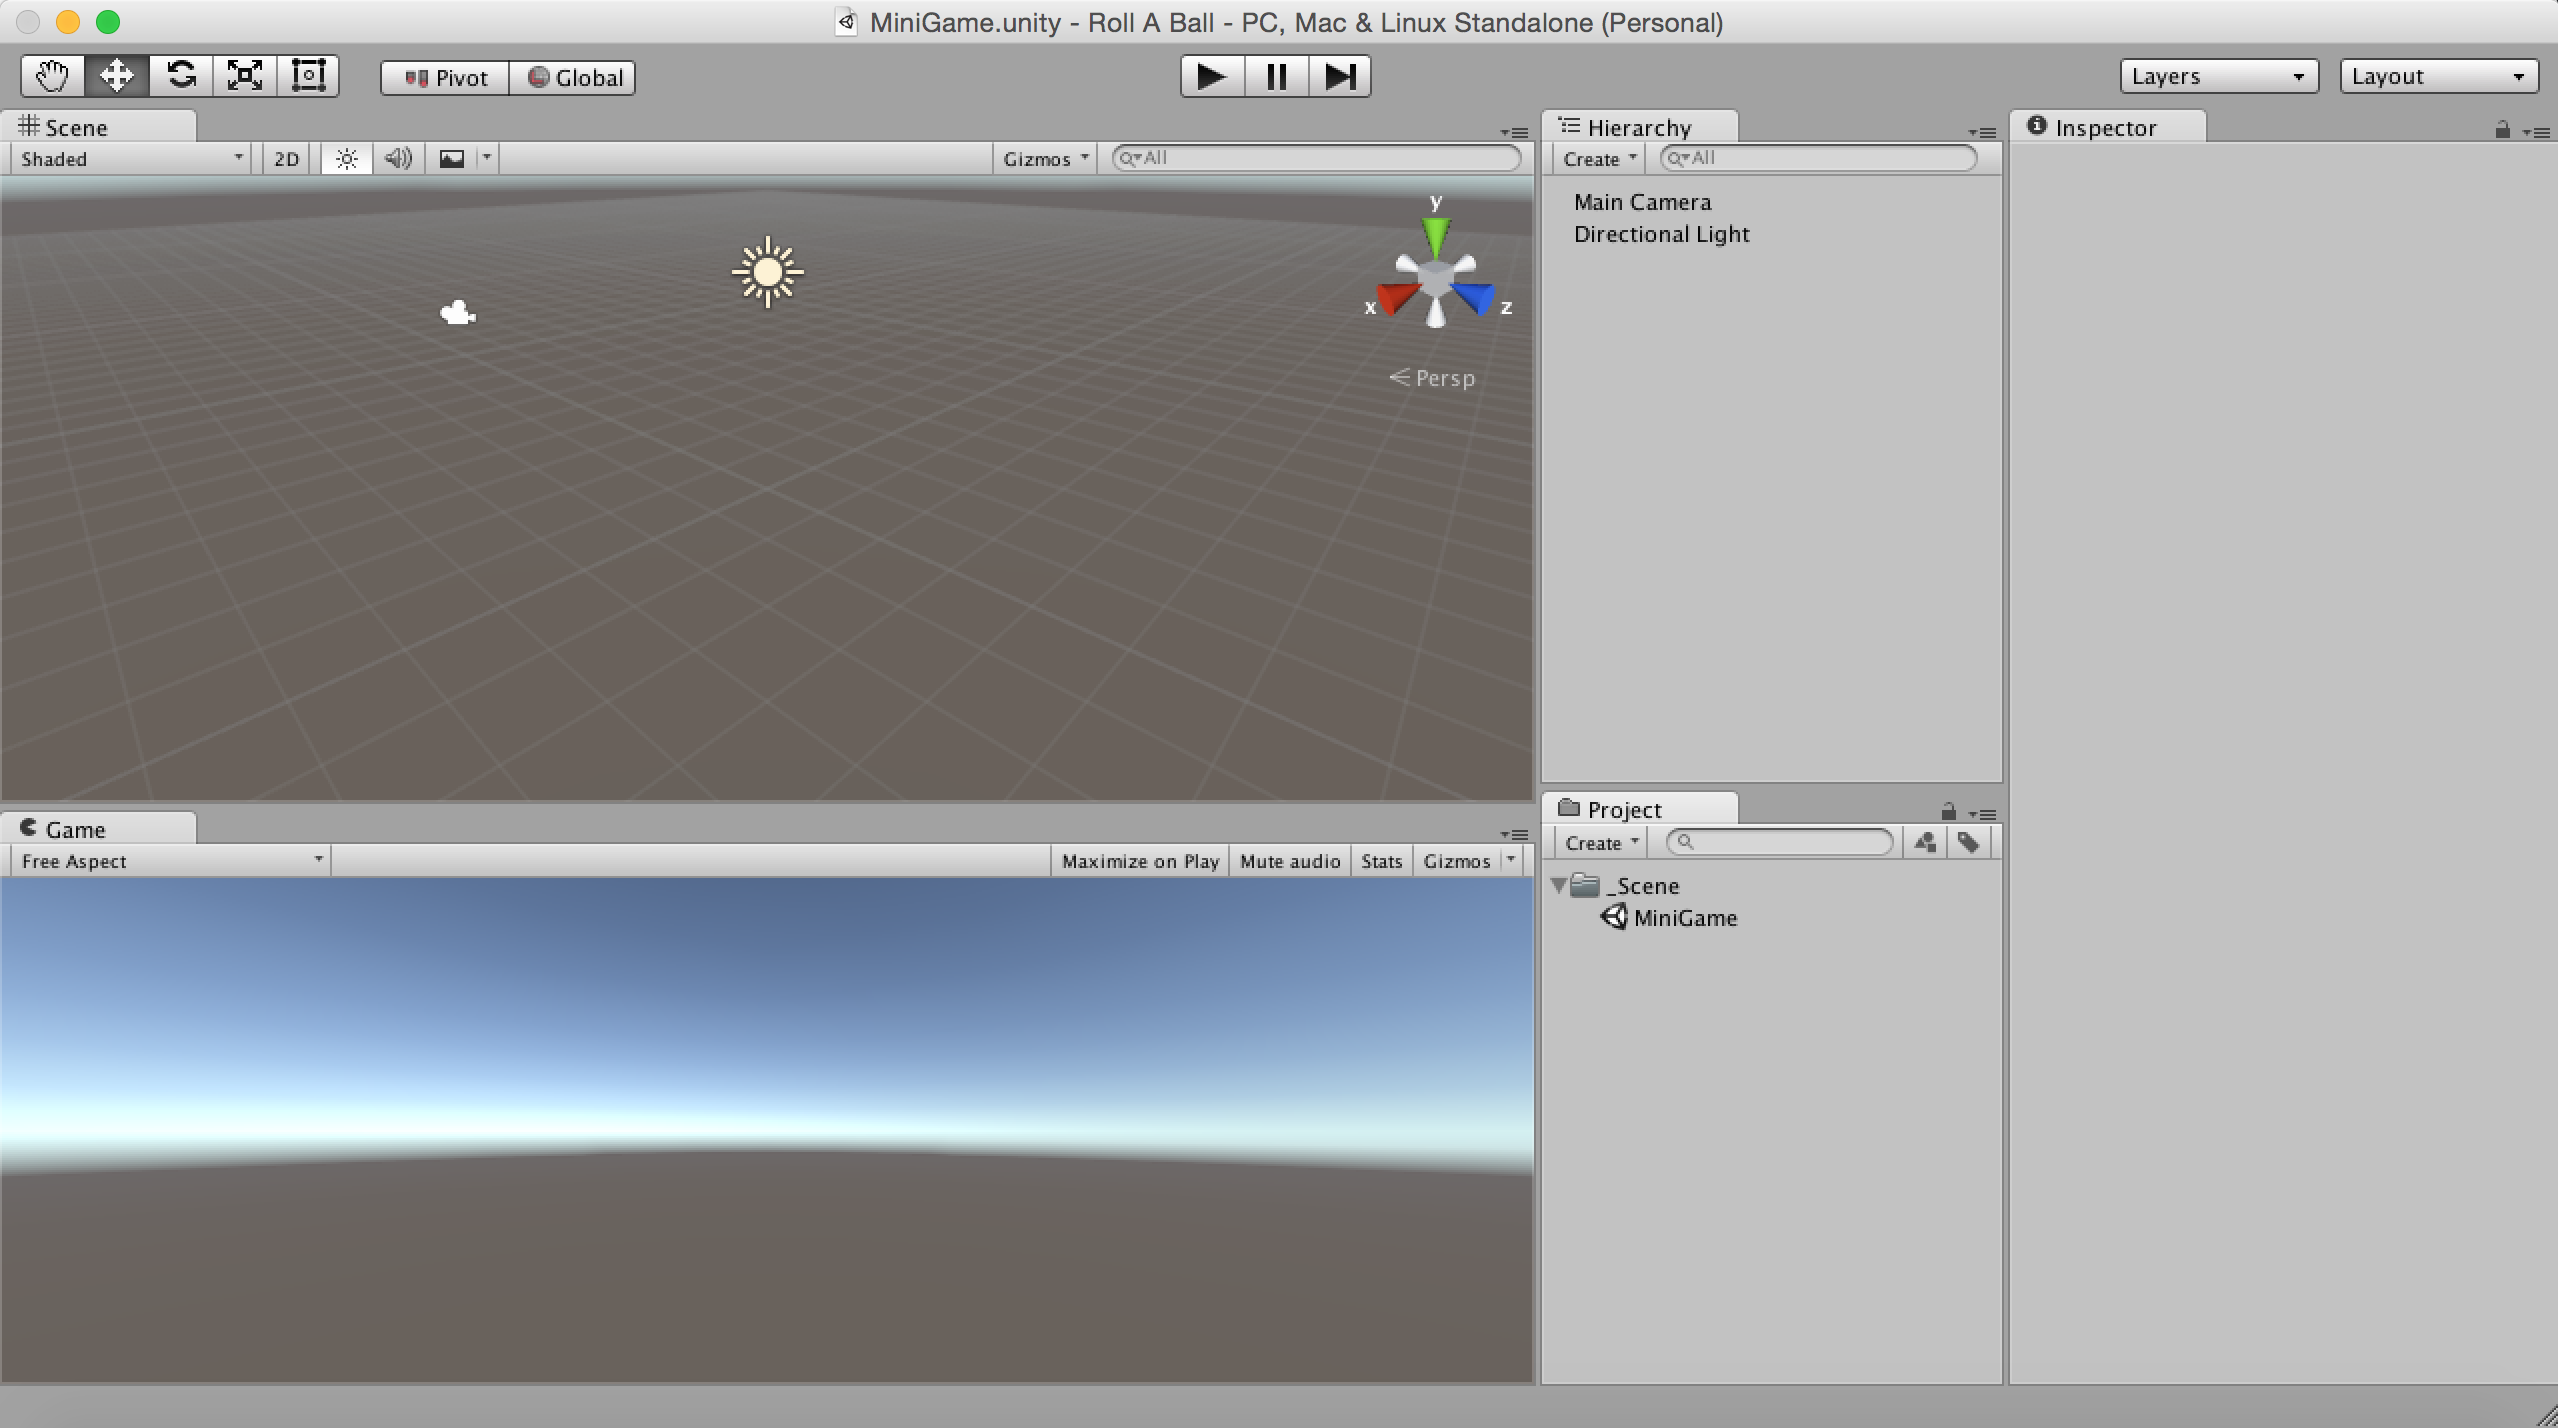 MiniGame.unity - Roll A Ball - PC, Mac & Linux Standalone (Personal)
Pivot Global
Layers Layout
Scene
Shaded 2D Gizmos All
y
x z
Persp
Hierarchy
Create All
Main Camera
Directional Light
Inspector
Game
Free Aspect Maximize on Play Mute audio Stats Gizmos
Project
Create
_Scene
MiniGame